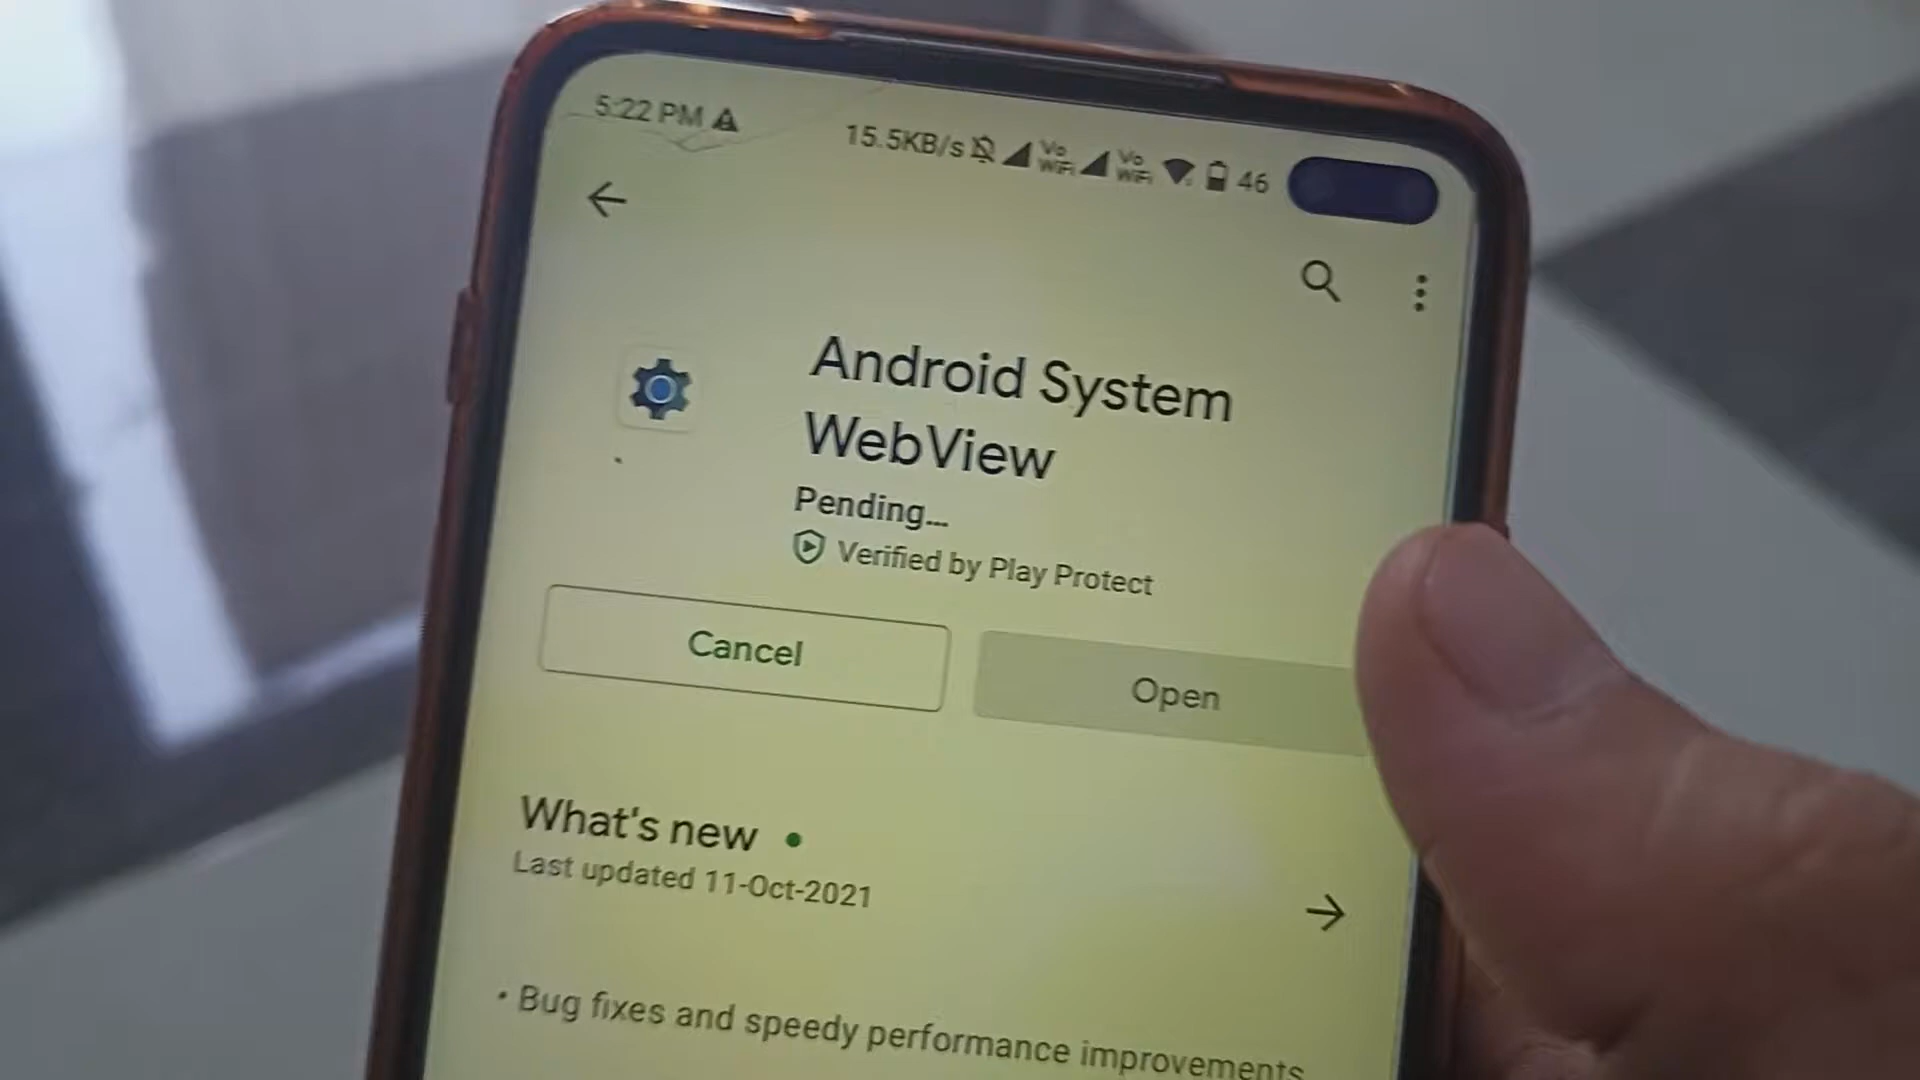 5:22 PM
15.5KB/s Vo WiFi Vo WiFi 46
Android System
WebView
Pending...
Verified by Play Protect
Cancel
Open
What's new
Last updated 11-Oct-2021
• Bug fixes and speedy performance improvements